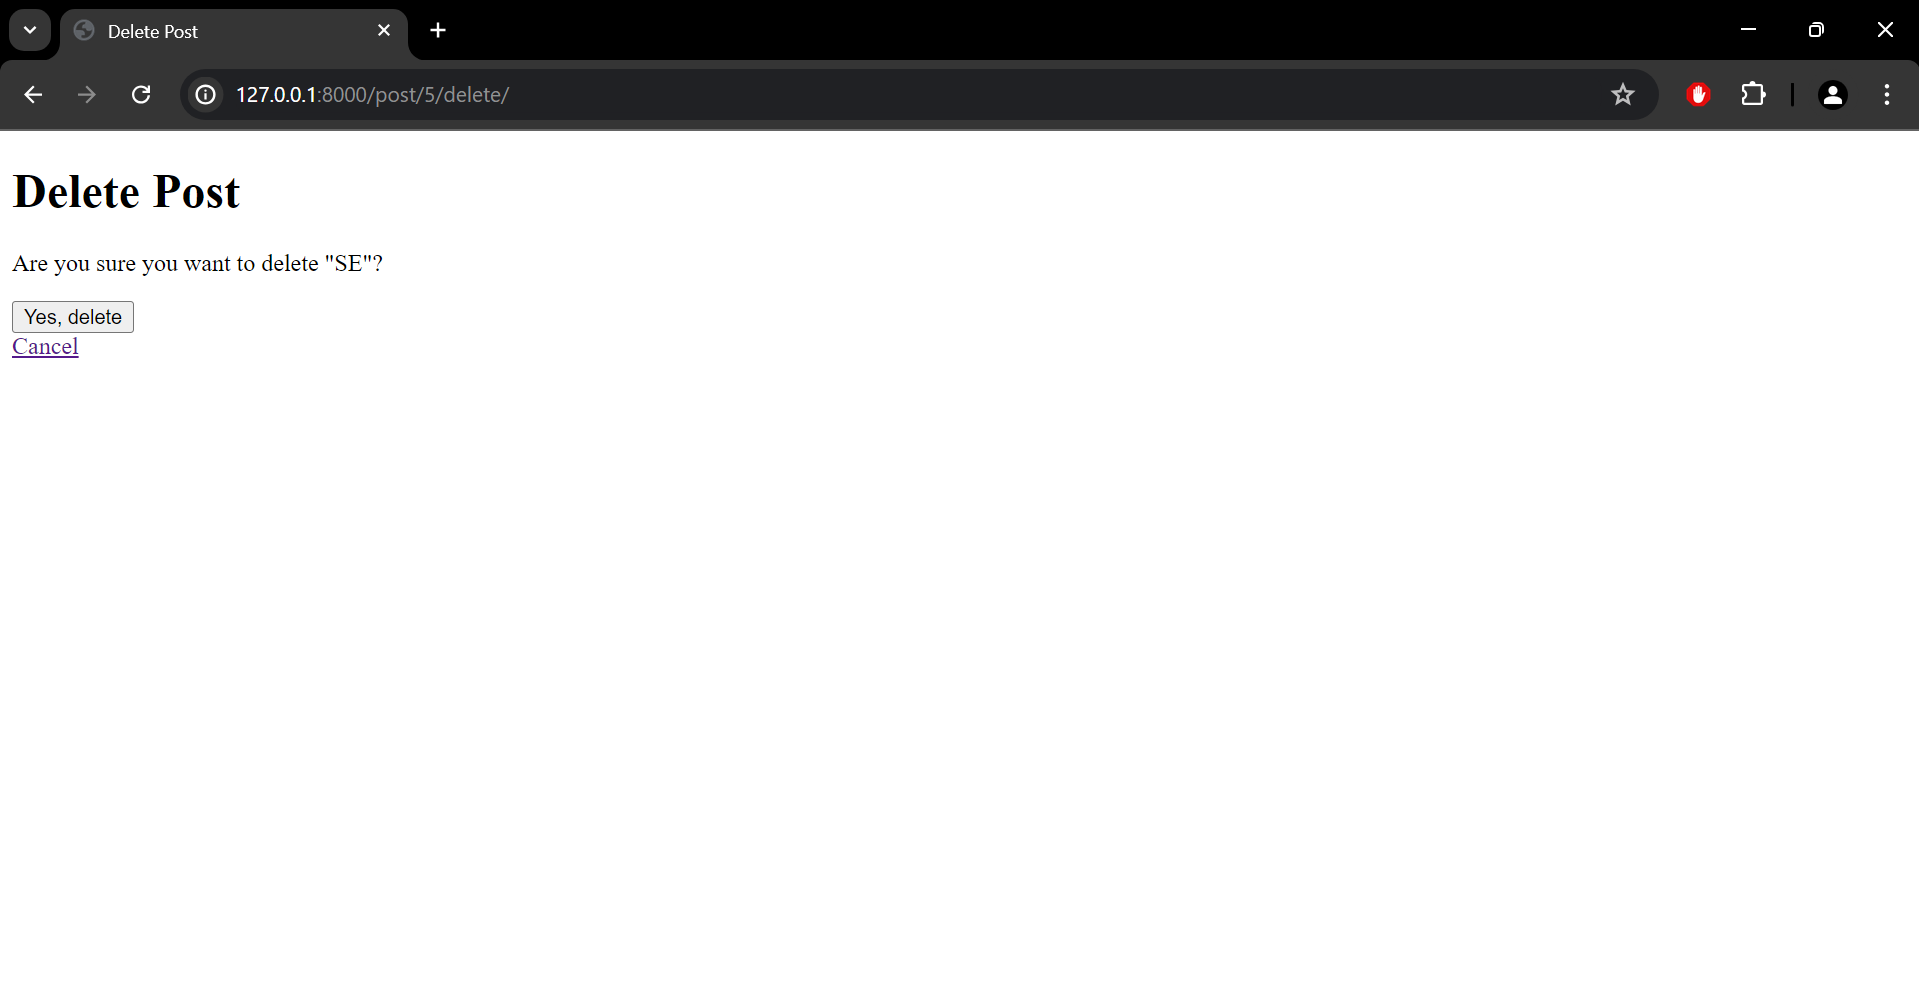 Delete Post
127.0.0.1:8000/post/5/delete/
Delete Post
Are you sure you want to delete "SE"?
Yes, delete
Cancel